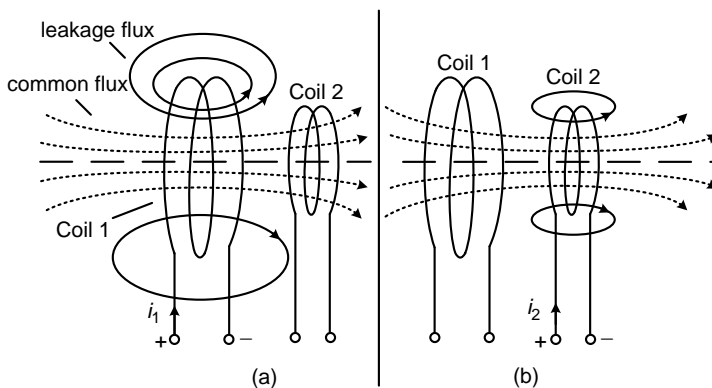 leakage flux
common flux
Coil 2
Coil 1
i1
+
–
(a)
Coil 1
Coil 2
i2
+
–
(b)